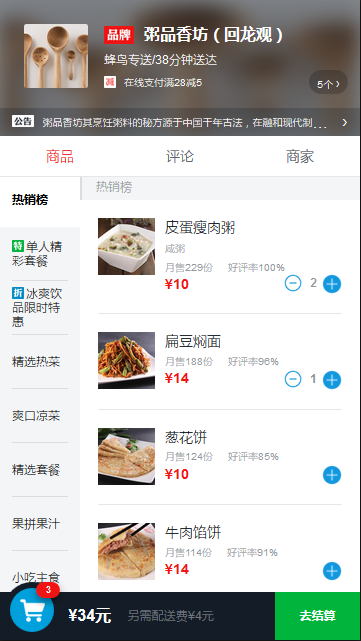 品牌 粥品香坊（回龙观）
蜂鸟专送/38分钟送达
减 在线支付满28减5
5个 >
公告 粥品香坊其烹饪粥料的秘方源于中国千年古法，在融和现代制...
商品 评论 商家
热销榜
特 单人精彩套餐
折 冰爽饮品限时特惠
精选热菜
爽口凉菜
精选套餐
果拼果汁
小吃主食
热销榜
皮蛋瘦肉粥
咸粥
月售229份 好评率100%
¥10
2
扁豆焖面
月售188份 好评率96%
¥14
1
葱花饼
月售124份 好评率85%
¥10
牛肉馅饼
月售114份 好评率91%
¥14
3
¥34元 另需配送费¥4元 去结算